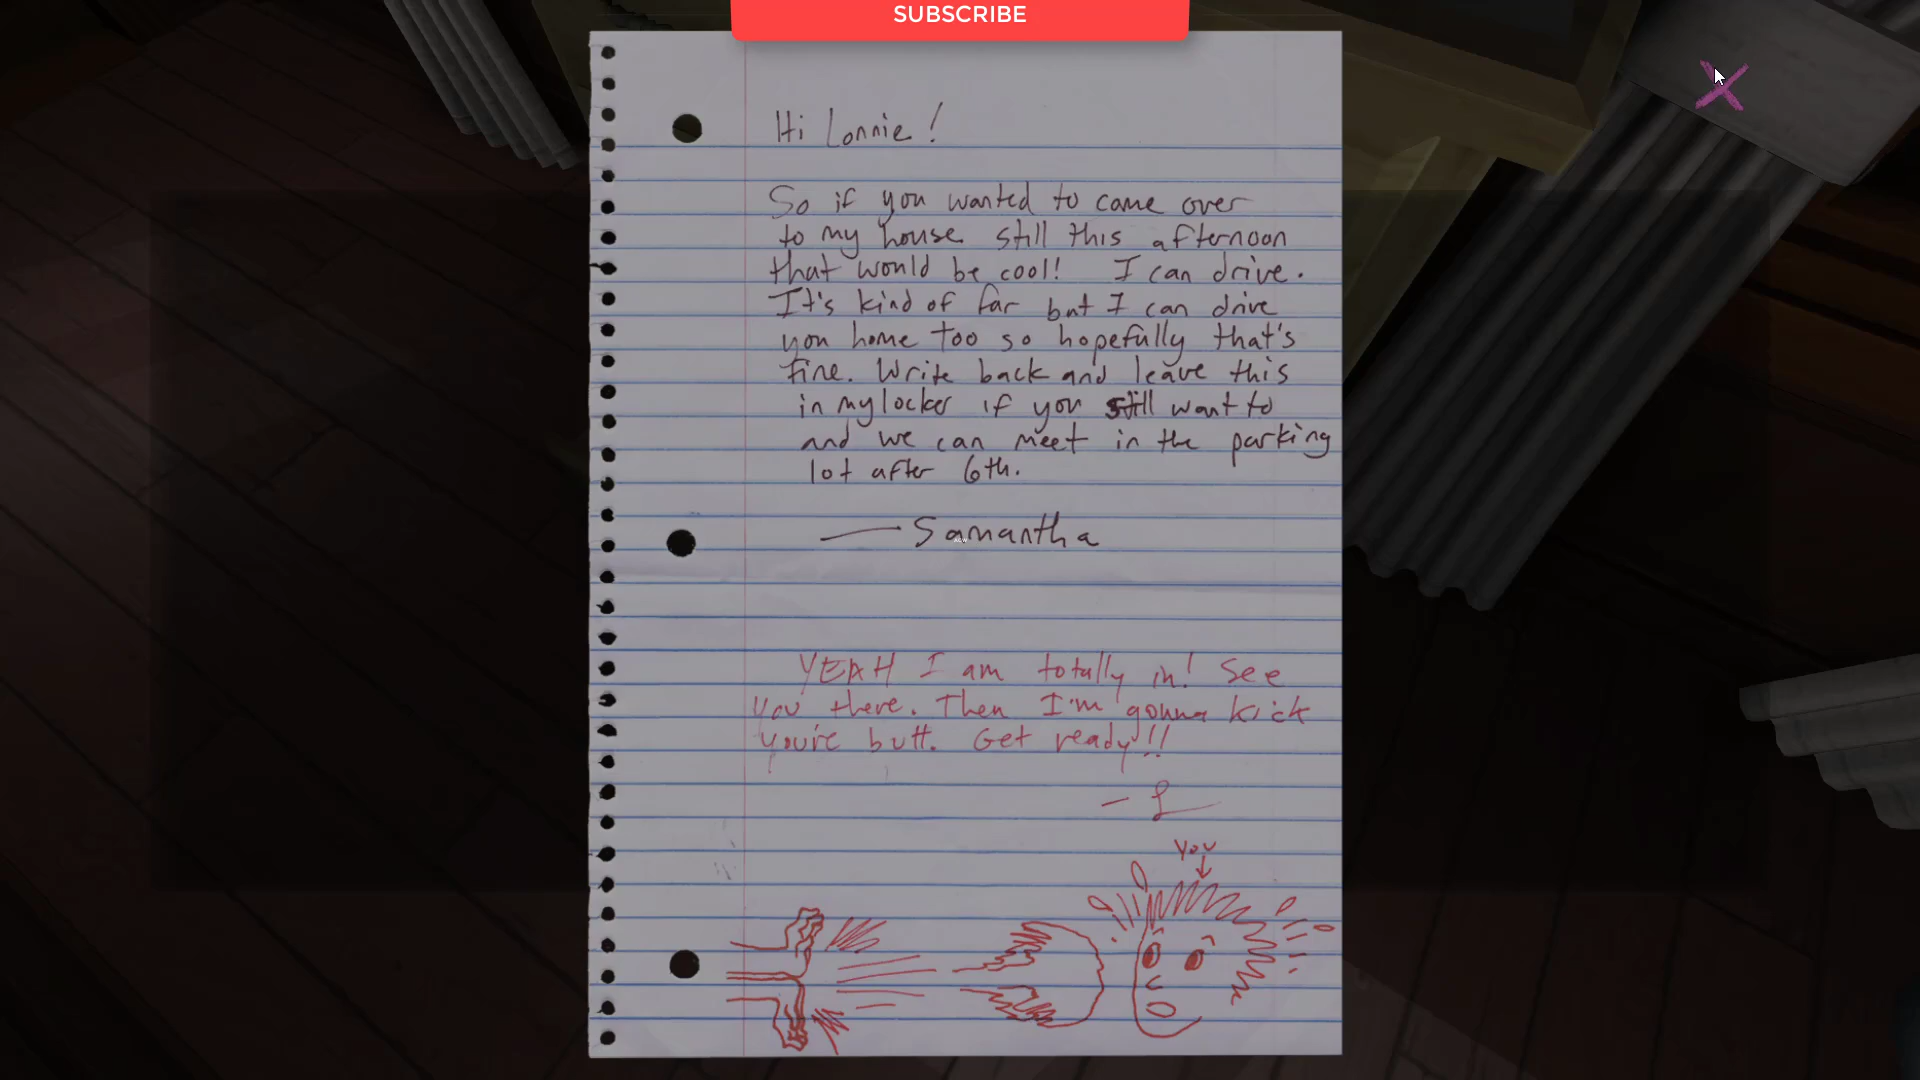 SUBSCRIBE
Hi Lonnie!
So if you wanted to come over
to my house still this afternoon
that would be cool! I can drive.
It's kind of far but I can drive
you home too so hopefully that's
fine. Write back and leave this
in my locker if you still want to
and we can meet in the parking
lot after 6th.
— Samantha
YEAH I am totally in! See
you there. Then I'm gonna kick
you're butt. Get ready!!
- L
you